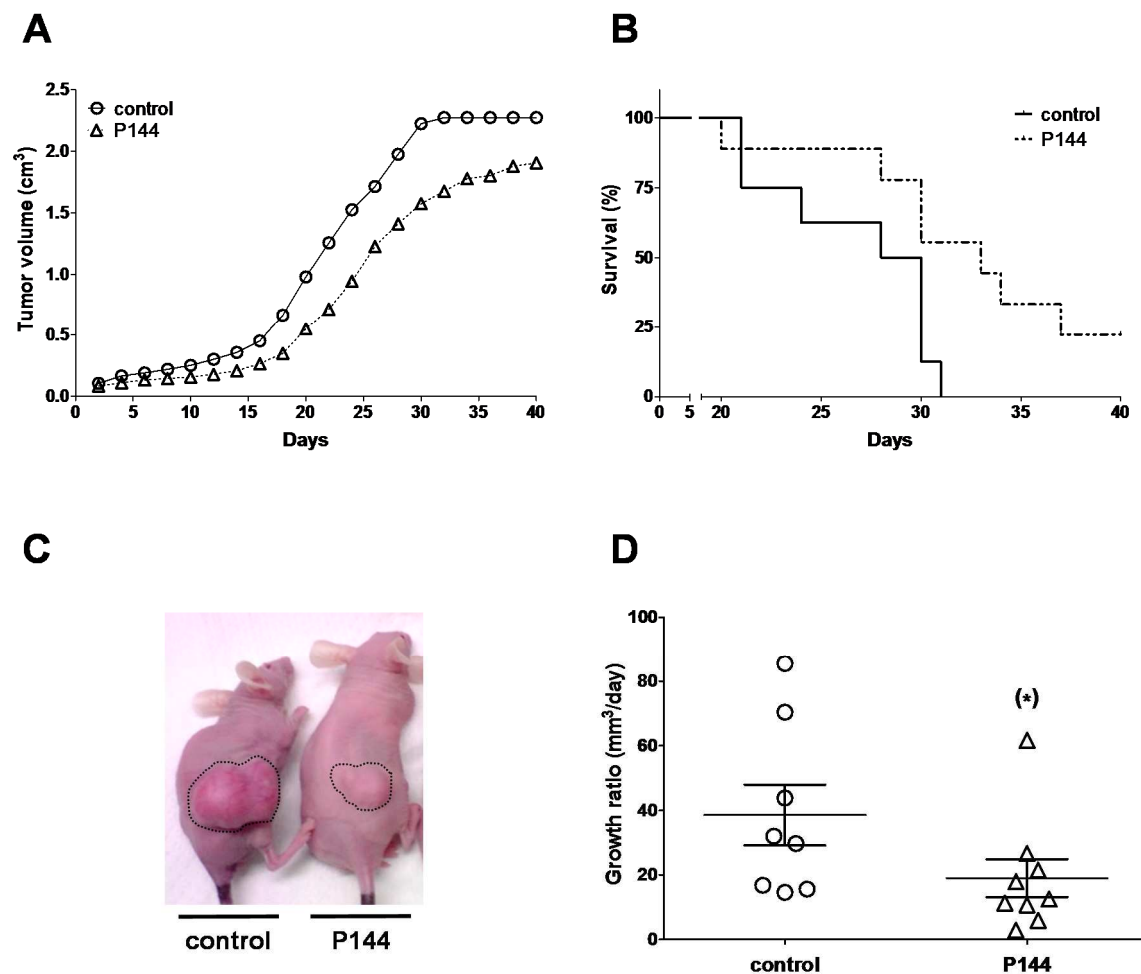 A
Tumor volume (cm³)
2.5
2.0
1.5
1.0
0.5
0.0
control
P144
0 5 10 15 20 25 30 35 40
Days
B
Survival (%)
100
75
50
25
0
control
P144
0 5 20 25 30 35 40
Days
C
control P144
D
Growth ratio (mm³/day)
100
80
60
40
20
0
(*)
control P144